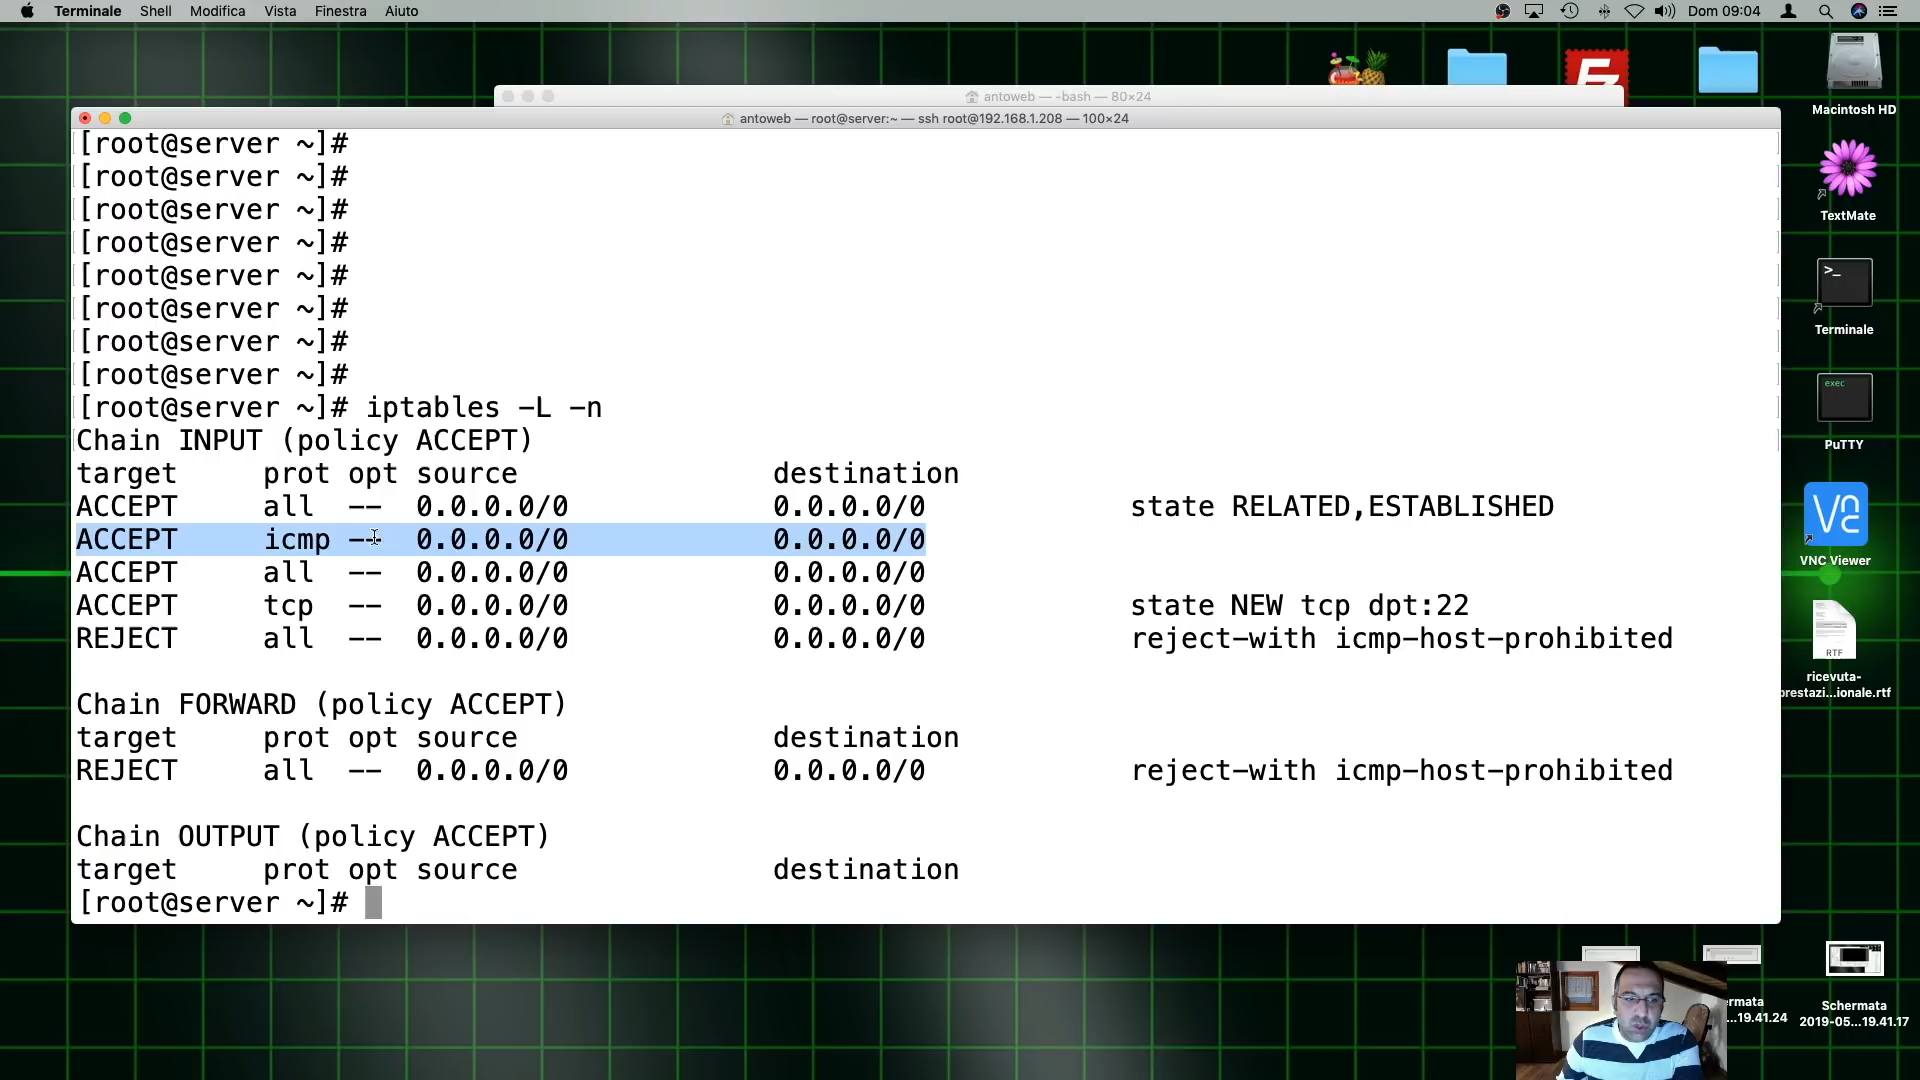 Terminale Shell Modifica Vista Finestra Aiuto Dom 09:04
antoweb — -bash — 80×24
antoweb — root@server:~ — ssh root@192.168.1.208 — 100×24
[root@server ~]#
[root@server ~]#
[root@server ~]#
[root@server ~]#
[root@server ~]#
[root@server ~]#
[root@server ~]#
[root@server ~]#
[root@server ~]# iptables -L -n
Chain INPUT (policy ACCEPT)
target prot opt source destination
ACCEPT all -- 0.0.0.0/0 0.0.0.0/0 state RELATED,ESTABLISHED
ACCEPT icmp -- 0.0.0.0/0 0.0.0.0/0
ACCEPT all -- 0.0.0.0/0 0.0.0.0/0
ACCEPT tcp -- 0.0.0.0/0 0.0.0.0/0 state NEW tcp dpt:22
REJECT all -- 0.0.0.0/0 0.0.0.0/0 reject-with icmp-host-prohibited
Chain FORWARD (policy ACCEPT)
target prot opt source destination
REJECT all -- 0.0.0.0/0 0.0.0.0/0 reject-with icmp-host-prohibited
Chain OUTPUT (policy ACCEPT)
target prot opt source destination
[root@server ~]#
Macintosh HD
TextMate
>_
Terminale
exec
PuTTY
VNC Viewer
RTF
ricevuta-
prestazi...ionale.rtf
ermata
...19.41.24
Schermata
2019-05...19.41.17